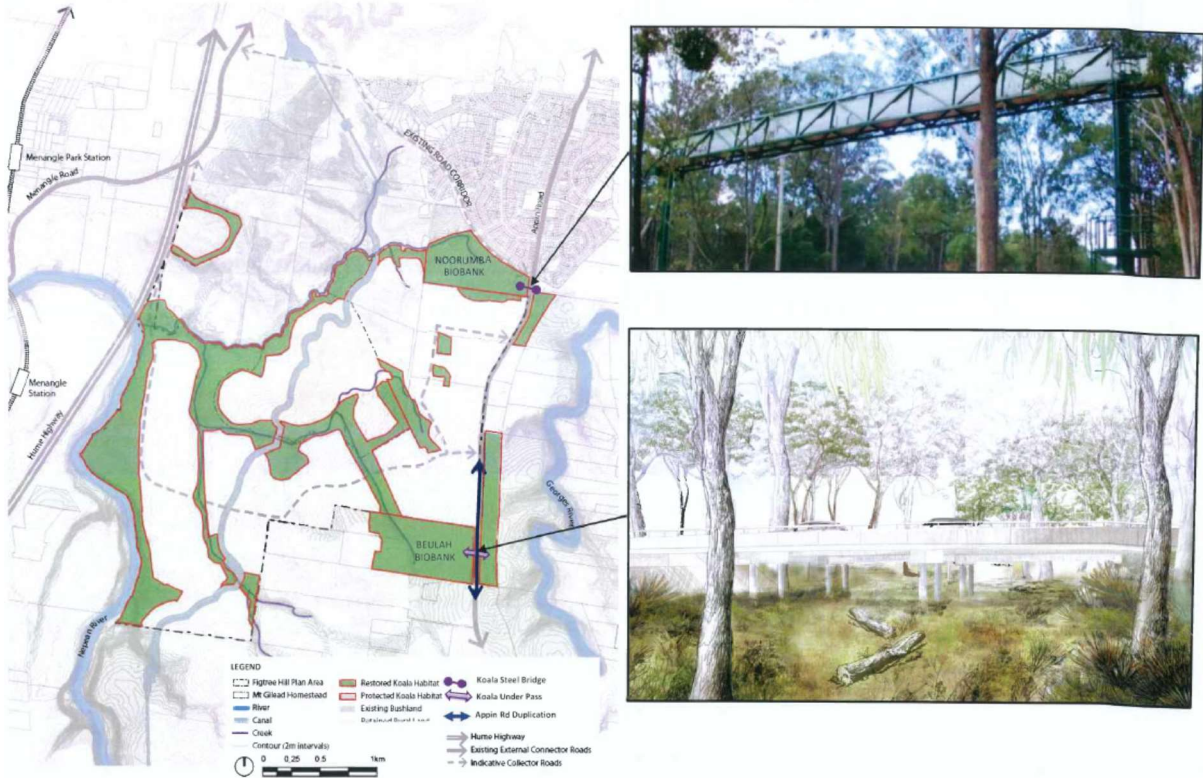 Menangle Park Station
Menangle Road
EXISTING ROAD CORRIDOR
Appin Road
NOORUMBA
BIOBANK
Menangle
Station
Hume Highway
Georges River
BEULAH
BIOBANK
Nepean River
LEGEND
Figtree Hill Plan Area
Mt Gilead Homestead
River
Canal
Creek
Contour (2m intervals)
Restored Koala Habitat
Protected Koala Habitat
Existing Bushland
Koala Steel Bridge
Koala Under Pass
Appin Rd Duplication
Hume Highway
Existing External Connector Roads
Indicative Collector Roads
0 0.25 0.5 1km